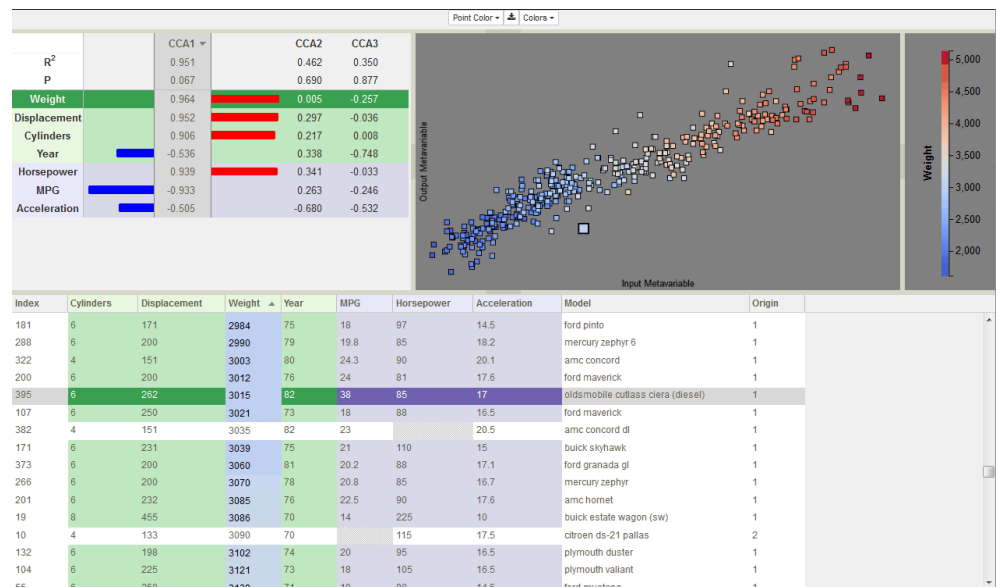 Point Color Colors
CCA1 CCA2 CCA3
R2 0.951 0.462 0.350
P 0.067 0.690 0.877
Weight 0.964 0.005 -0.257
Displacement 0.952 0.297 -0.036
Cylinders 0.906 0.217 0.008
Year -0.536 0.338 -0.748
Horsepower 0.939 0.341 -0.033
MPG -0.933 0.263 -0.246
Acceleration -0.505 -0.680 -0.532
Output Metavariable
Input Metavariable
Weight
5,000
4,500
4,000
3,500
3,000
2,500
2,000
Index Cylinders Displacement Weight Year MPG Horsepower Acceleration Model Origin
181 6 171 2984 75 18 97 14.5 ford pinto 1
288 6 200 2990 79 19.8 85 18.2 mercury zephyr 6 1
322 4 151 3003 80 24.3 90 20.1 amc concord 1
200 6 200 3012 76 24 81 17.6 ford maverick 1
395 6 262 3015 82 38 85 17 oldsmobile cutlass ciera (diesel) 1
107 6 250 3021 73 18 88 16.5 ford maverick 1
382 4 151 3035 82 23 20.5 amc concord dl 1
171 6 231 3039 75 21 110 15 buick skyhawk 1
373 6 200 3060 81 20.2 88 17.1 ford granada gl 1
266 6 200 3070 78 20.8 85 16.7 mercury zephyr 1
201 6 232 3085 76 22.5 90 17.6 amc hornet 1
19 8 455 3086 70 14 225 10 buick estate wagon (sw) 1
10 4 133 3090 70 115 17.5 citroen ds-21 pallas 2
132 6 198 3102 74 20 95 16.5 plymouth duster 1
104 6 225 3121 73 18 105 16.5 plymouth valiant 1
55 6 250 3139 71 18 88 14.5 ford mustang 1